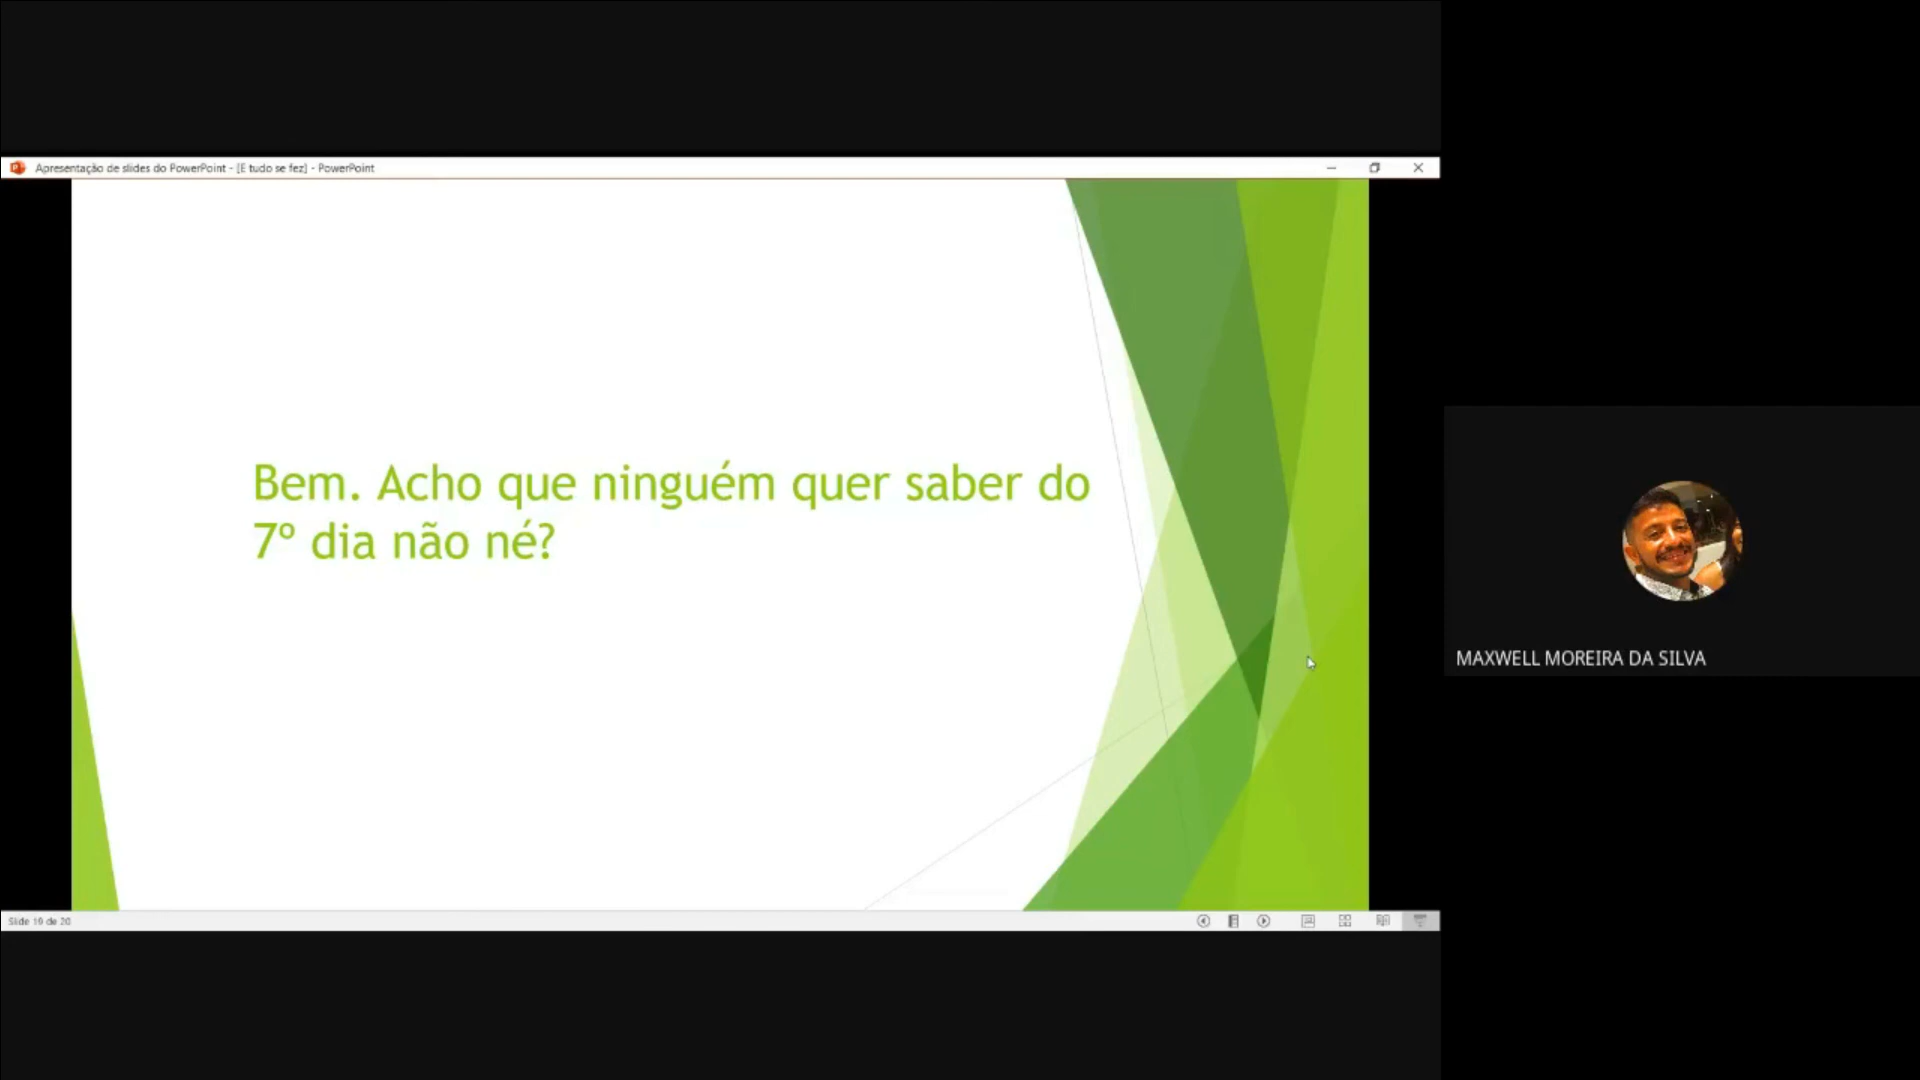 Apresentação de slides do PowerPoint - [E tudo se fez] - PowerPoint
Bem. Acho que ninguém quer saber do
7º dia não né?
MAXWELL MOREIRA DA SILVA
Slide 19 de 20